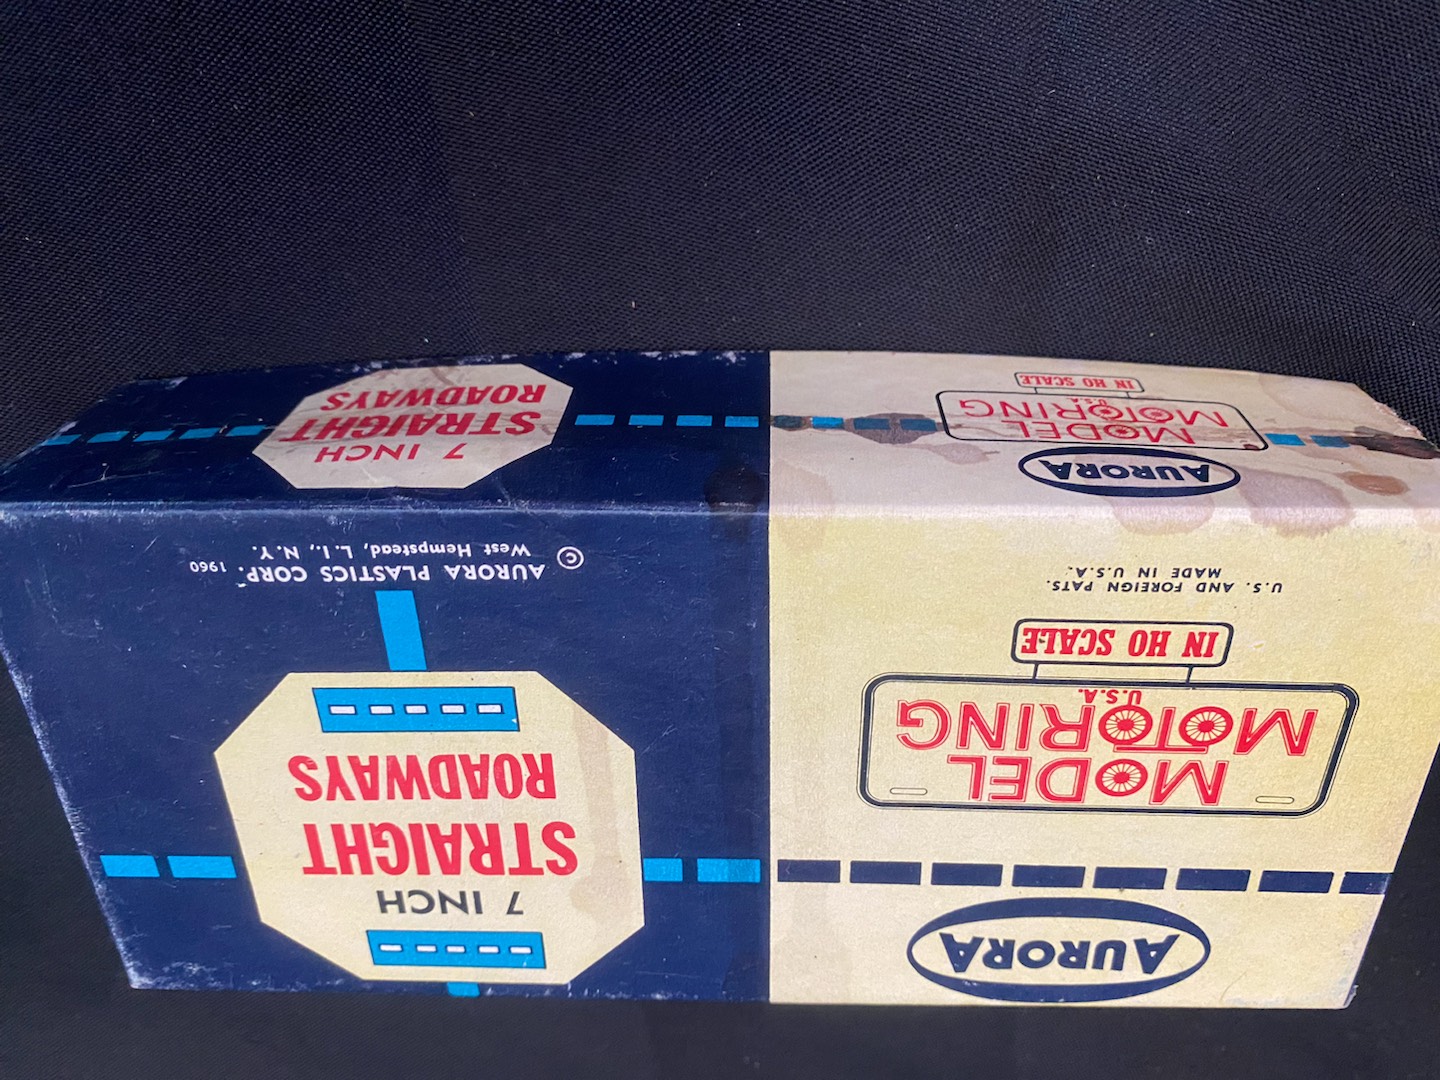 AURORA
MODEL
MOTORING
U.S.A.
IN HO SCALE
U.S. AND FOREIGN PATS.
MADE IN U.S.A.
7 INCH
STRAIGHT
ROADWAYS
© AURORA PLASTICS CORP. 1960
West Hempstead, L.I., N.Y.
AURORA
MODEL
MOTORING
U.S.A.
IN HO SCALE
7 INCH
STRAIGHT
ROADWAYS